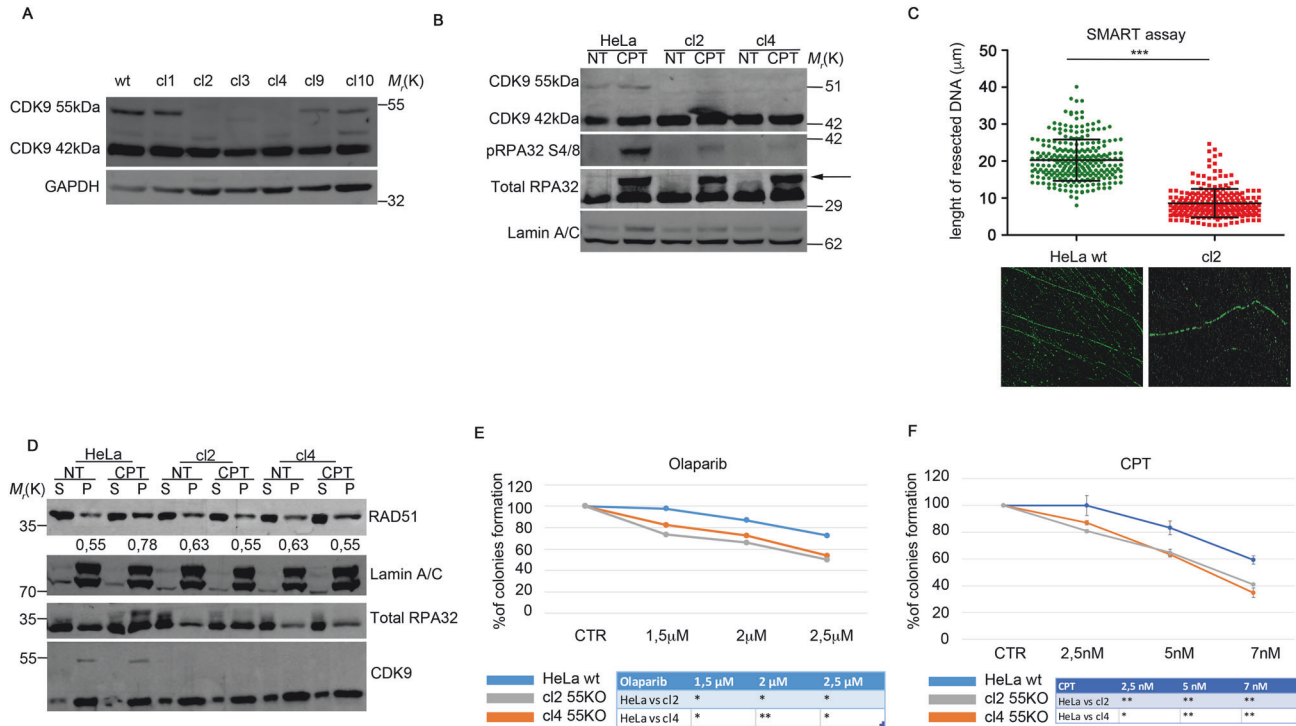 A
wt cl1 cl2 cl3 cl4 cl9 cl10 Mr(K)
CDK9 55kDa
55
CDK9 42kDa
42
GAPDH
32
B
HeLa cl2 cl4
NT CPT NT CPT NT CPT Mr(K)
CDK9 55kDa
51
CDK9 42kDa
42
42
pRPA32 S4/8
Total RPA32
29
Lamin A/C
62
C
SMART assay
***
lenght of resected DNA (μm)
50
40
30
20
10
0
HeLa wt cl2
D
HeLa cl2 cl4
NT CPT NT CPT NT CPT
Mr(K) S P S P S P S P S P S P
RAD51
35
0,55 0,78 0,63 0,55 0,63 0,55
Lamin A/C
70
35
Total RPA32
55
CDK9
E
Olaparib
%of colonies formation
120
100
80
60
40
20
0
CTR 1,5μM 2μM 2,5μM
HeLa wt
cl2 55KO
cl4 55KO
Olaparib 1,5 μM 2 μM 2,5 μM
HeLa vs cl2 * * *
HeLa vs cl4 * ** *
F
CPT
%of colonies formation
120
100
80
60
40
20
0
CTR 2,5nM 5nM 7nM
HeLa wt
cl2 55KO
cl4 55KO
CPT 2,5 nM 5 nM 7 nM
HeLa vs cl2 ** ** **
HeLa vs cl4 * ** **